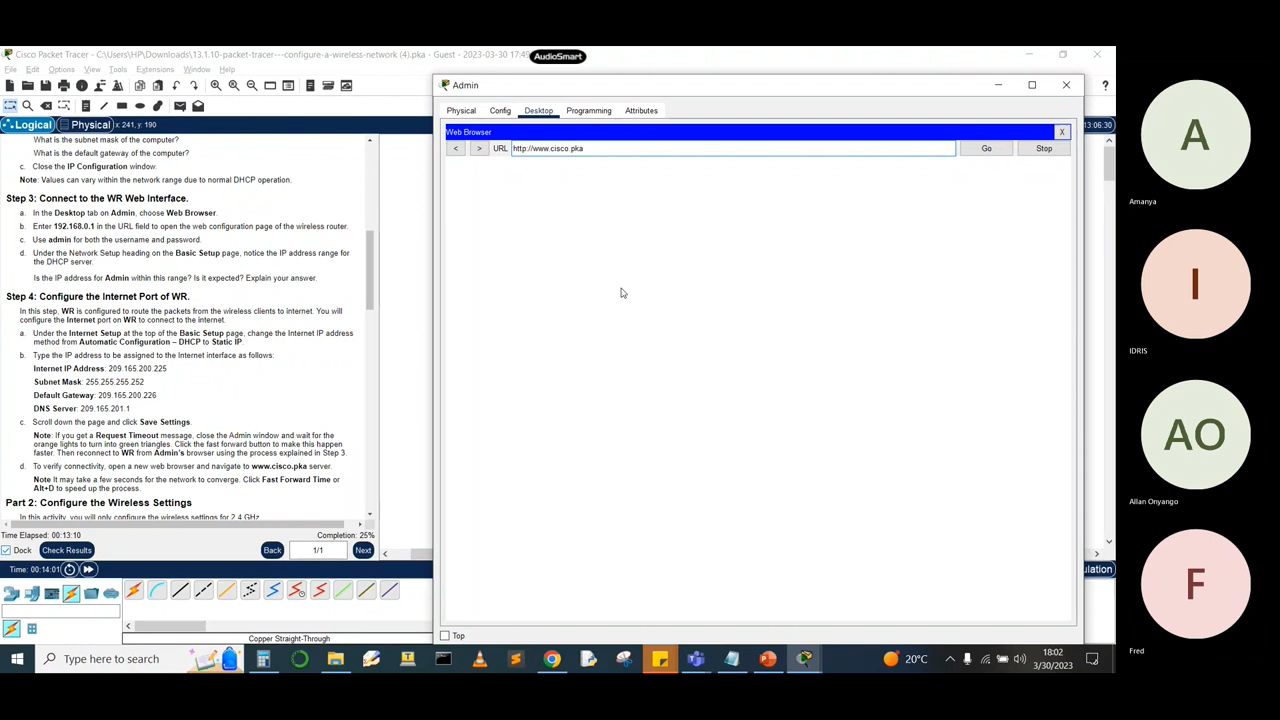 Cisco Packet Tracer - C:\Users\HP\Downloads\13.1.10-packet-tracer---configure-a-wireless-network (4).pka - Guest - 2023-03-30 17:49
AudioSmart
File Edit Options View Tools Extensions Window Help
Logical Physical x: 241, y: 190
13:06:30
Admin
Physical Config Desktop Programming Attributes
Web Browser X
< > URL http://www.cisco.pka Go Stop
What is the subnet mask of the computer?
What is the default gateway of the computer?
c. Close the IP Configuration window.
Note: Values can vary within the network range due to normal DHCP operation.
Step 3: Connect to the WR Web Interface.
a. In the Desktop tab on Admin, choose Web Browser.
b. Enter 192.168.0.1 in the URL field to open the web configuration page of the wireless router.
c. Use admin for both the username and password.
d. Under the Network Setup heading on the Basic Setup page, notice the IP address range for
the DHCP server.
Is the IP address for Admin within this range? Is it expected? Explain your answer.
Step 4: Configure the Internet Port of WR.
In this step, WR is configured to route the packets from the wireless clients to internet. You will
configure the Internet port on WR to connect to the internet.
a. Under the Internet Setup at the top of the Basic Setup page, change the Internet IP address
method from Automatic Configuration – DHCP to Static IP.
b. Type the IP address to be assigned to the Internet interface as follows:
Internet IP Address: 209.165.200.225
Subnet Mask: 255.255.255.252
Default Gateway: 209.165.200.226
DNS Server: 209.165.201.1
c. Scroll down the page and click Save Settings.
Note: If you get a Request Timeout message, close the Admin window and wait for the
orange lights to turn into green triangles. Click the fast forward button to make this happen
faster. Then reconnect to WR from Admin's browser using the process explained in Step 3.
d. To verify connectivity, open a new web browser and navigate to www.cisco.pka server.
Note It may take a few seconds for the network to converge. Click Fast Forward Time or
Alt+D to speed up the process.
Part 2: Configure the Wireless Settings
In this activity, you will only configure the wireless settings for 2.4 GHz
Time Elapsed: 00:13:10 Completion: 25%
Dock Check Results Back 1/1 Next
Time: 00:14:01
Copper Straight-Through
Top
Type here to search
20°C
18:02
3/30/2023
A
Amanya
I
IDRIS
AO
Allan Onyango
F
Fred